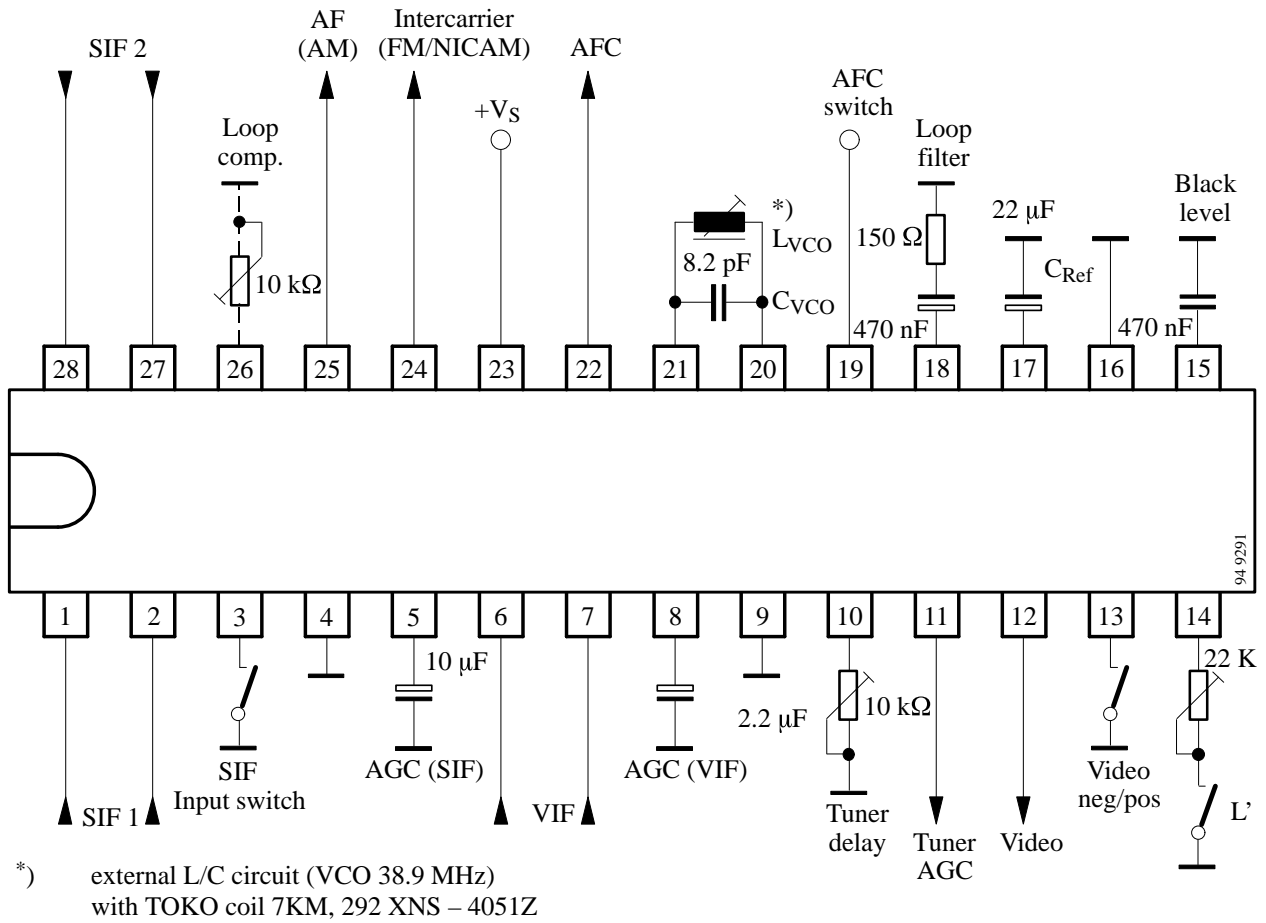 SIF 2
AF
(AM)
Intercarrier
(FM/NICAM)
AFC
AFC
switch
+VS
Loop
comp.
Loop
filter
Black
level
*)
LVCO
8.2 pF
CVCO
10 kΩ
150 Ω
22 µF
CRef
470 nF
470 nF
28 27 26 25 24 23 22 21 20 19 18 17 16 15
94 9291
1 2 3 4 5 6 7 8 9 10 11 12 13 14
10 µF
2.2 µF
10 kΩ
22 K
SIF 1
SIF
Input switch
AGC (SIF)
VIF
AGC (VIF)
Tuner
delay
Tuner
AGC
Video
Video
neg/pos
L’
*) external L/C circuit (VCO 38.9 MHz)
with TOKO coil 7KM, 292 XNS – 4051Z